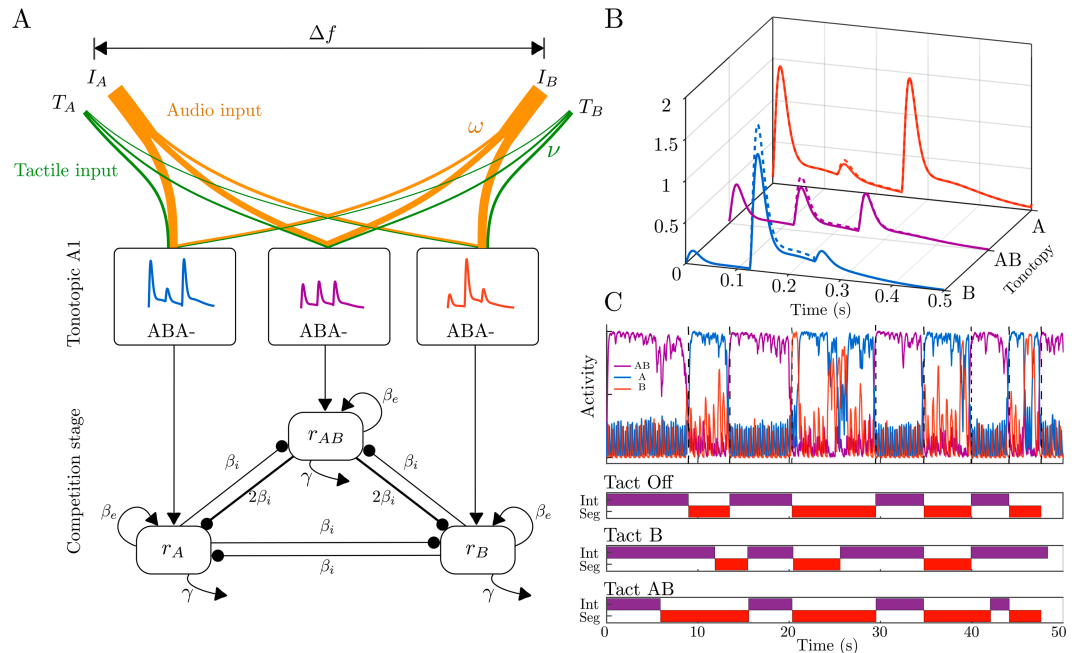 A
Δf
I_A
I_B
T_A
T_B
Audio input
ω
ν
Tactile input
Tonotopic A1
ABA-
ABA-
ABA-
Competition stage
β_e
r_AB
γ
β_i
β_i
2β_i
2β_i
β_e
β_e
r_A
β_i
r_B
β_i
γ
γ
B
2
1.5
1
0.5
0
0.1
0.2
0.3
0.4
0.5
Time (s)
A
AB
B
Tonotopy
C
Activity
AB
A
B
Tact Off
Int
Seg
Tact B
Int
Seg
Tact AB
Int
Seg
0 10 20 30 40 50
Time (s)